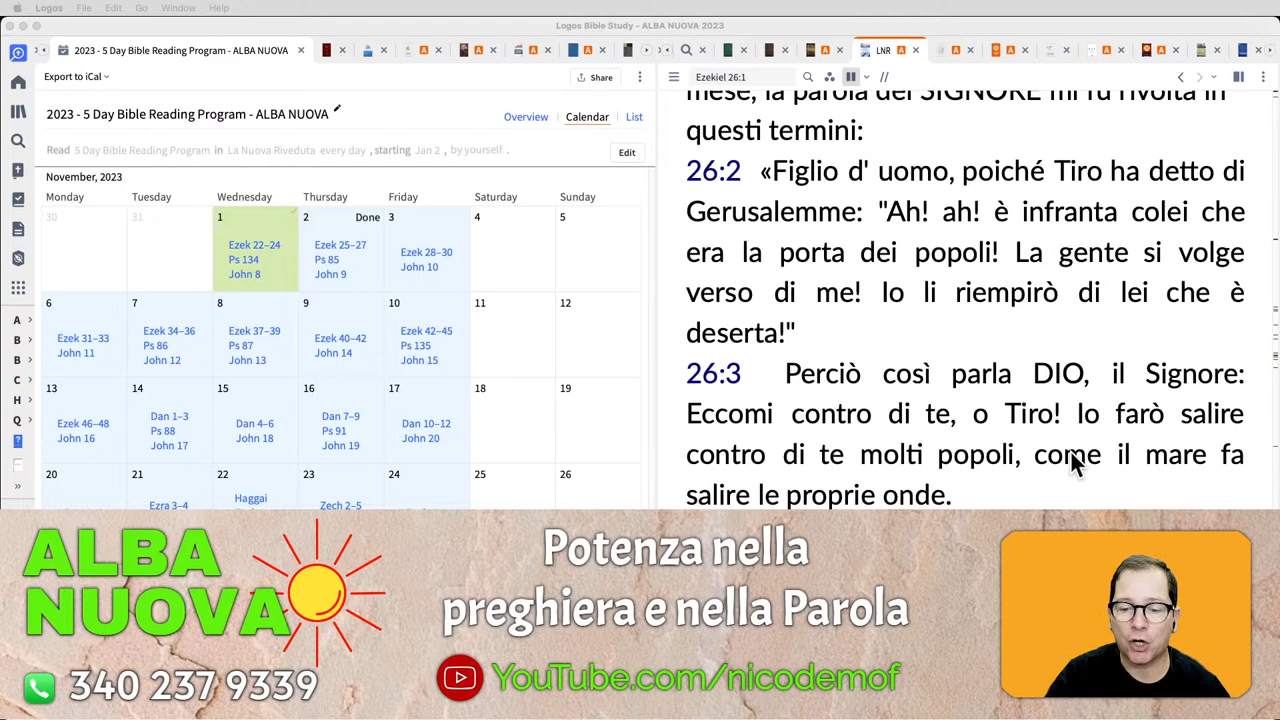 Logos File Edit Go Window Help
Logos Bible Study - ALBA NUOVA 2023
2023 - 5 Day Bible Reading Program - ALBA NUOVA
LNR
Export to iCal
Share
Ezekiel 26:1
2023 - 5 Day Bible Reading Program - ALBA NUOVA
Overview Calendar List
Read 5 Day Bible Reading Program in La Nuova Riveduta every day , starting Jan 2 , by yourself .
Edit
November, 2023
Monday Tuesday Wednesday Thursday Friday Saturday Sunday
30 31 1 2 Done 3 4 5
Ezek 22–24
Ps 134
John 8
Ezek 25–27
Ps 85
John 9
Ezek 28–30
John 10
6 7 8 9 10 11 12
Ezek 31–33
John 11
Ezek 34–36
Ps 86
John 12
Ezek 37–39
Ps 87
John 13
Ezek 40–42
John 14
Ezek 42–45
Ps 135
John 15
13 14 15 16 17 18 19
Ezek 46–48
John 16
Dan 1–3
Ps 88
John 17
Dan 4–6
John 18
Dan 7–9
Ps 91
John 19
Dan 10–12
John 20
20 21 22 23 24 25 26
Ezra 3–4
Haggai
Zech 2–5
A
B
B
C
H
Q
mese, la parola del SIGNORE mi fu rivolta in
questi termini:
26:2 «Figlio d' uomo, poiché Tiro ha detto di
Gerusalemme: "Ah! ah! è infranta colei che
era la porta dei popoli! La gente si volge
verso di me! Io li riempirò di lei che è
deserta!"
26:3 Perciò così parla DIO, il Signore:
Eccomi contro di te, o Tiro! Io farò salire
contro di te molti popoli, come il mare fa
salire le proprie onde.
ALBA
NUOVA
340 237 9339
Potenza nella
preghiera e nella Parola
YouTube.com/nicodemof